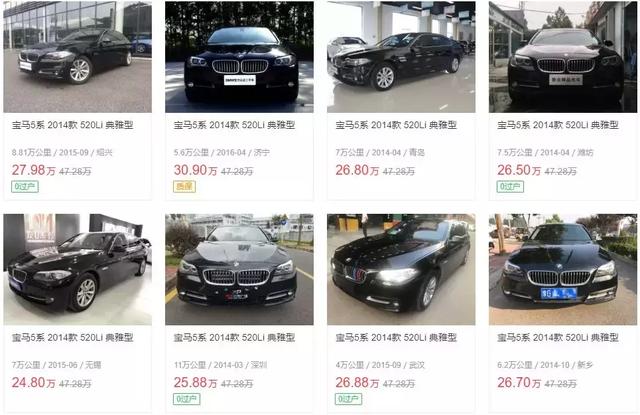 宝马5系 2014款 520Li 典雅型
8.81万公里 / 2015-09 / 绍兴
27.98万 47.28万
0过户
宝马5系 2014款 520Li 典雅型
5.6万公里 / 2016-04 / 济宁
30.90万 47.28万
质保
宝马5系 2014款 520Li 典雅型
7万公里 / 2014-04 / 青岛
26.80万 47.28万
宝马5系 2014款 520Li 典雅型
7.5万公里 / 2014-04 / 潍坊
26.50万 47.28万
0过户
宝马5系 2014款 520Li 典雅型
7万公里 / 2015-06 / 无锡
24.80万 47.28万
宝马5系 2014款 520Li 典雅型
11万公里 / 2014-03 / 深圳
25.88万 47.28万
0过户
宝马5系 2014款 520Li 典雅型
4万公里 / 2015-09 / 武汉
26.88万 47.28万
0过户
宝马5系 2014款 520Li 典雅型
6.2万公里 / 2014-10 / 新乡
26.70万 47.28万